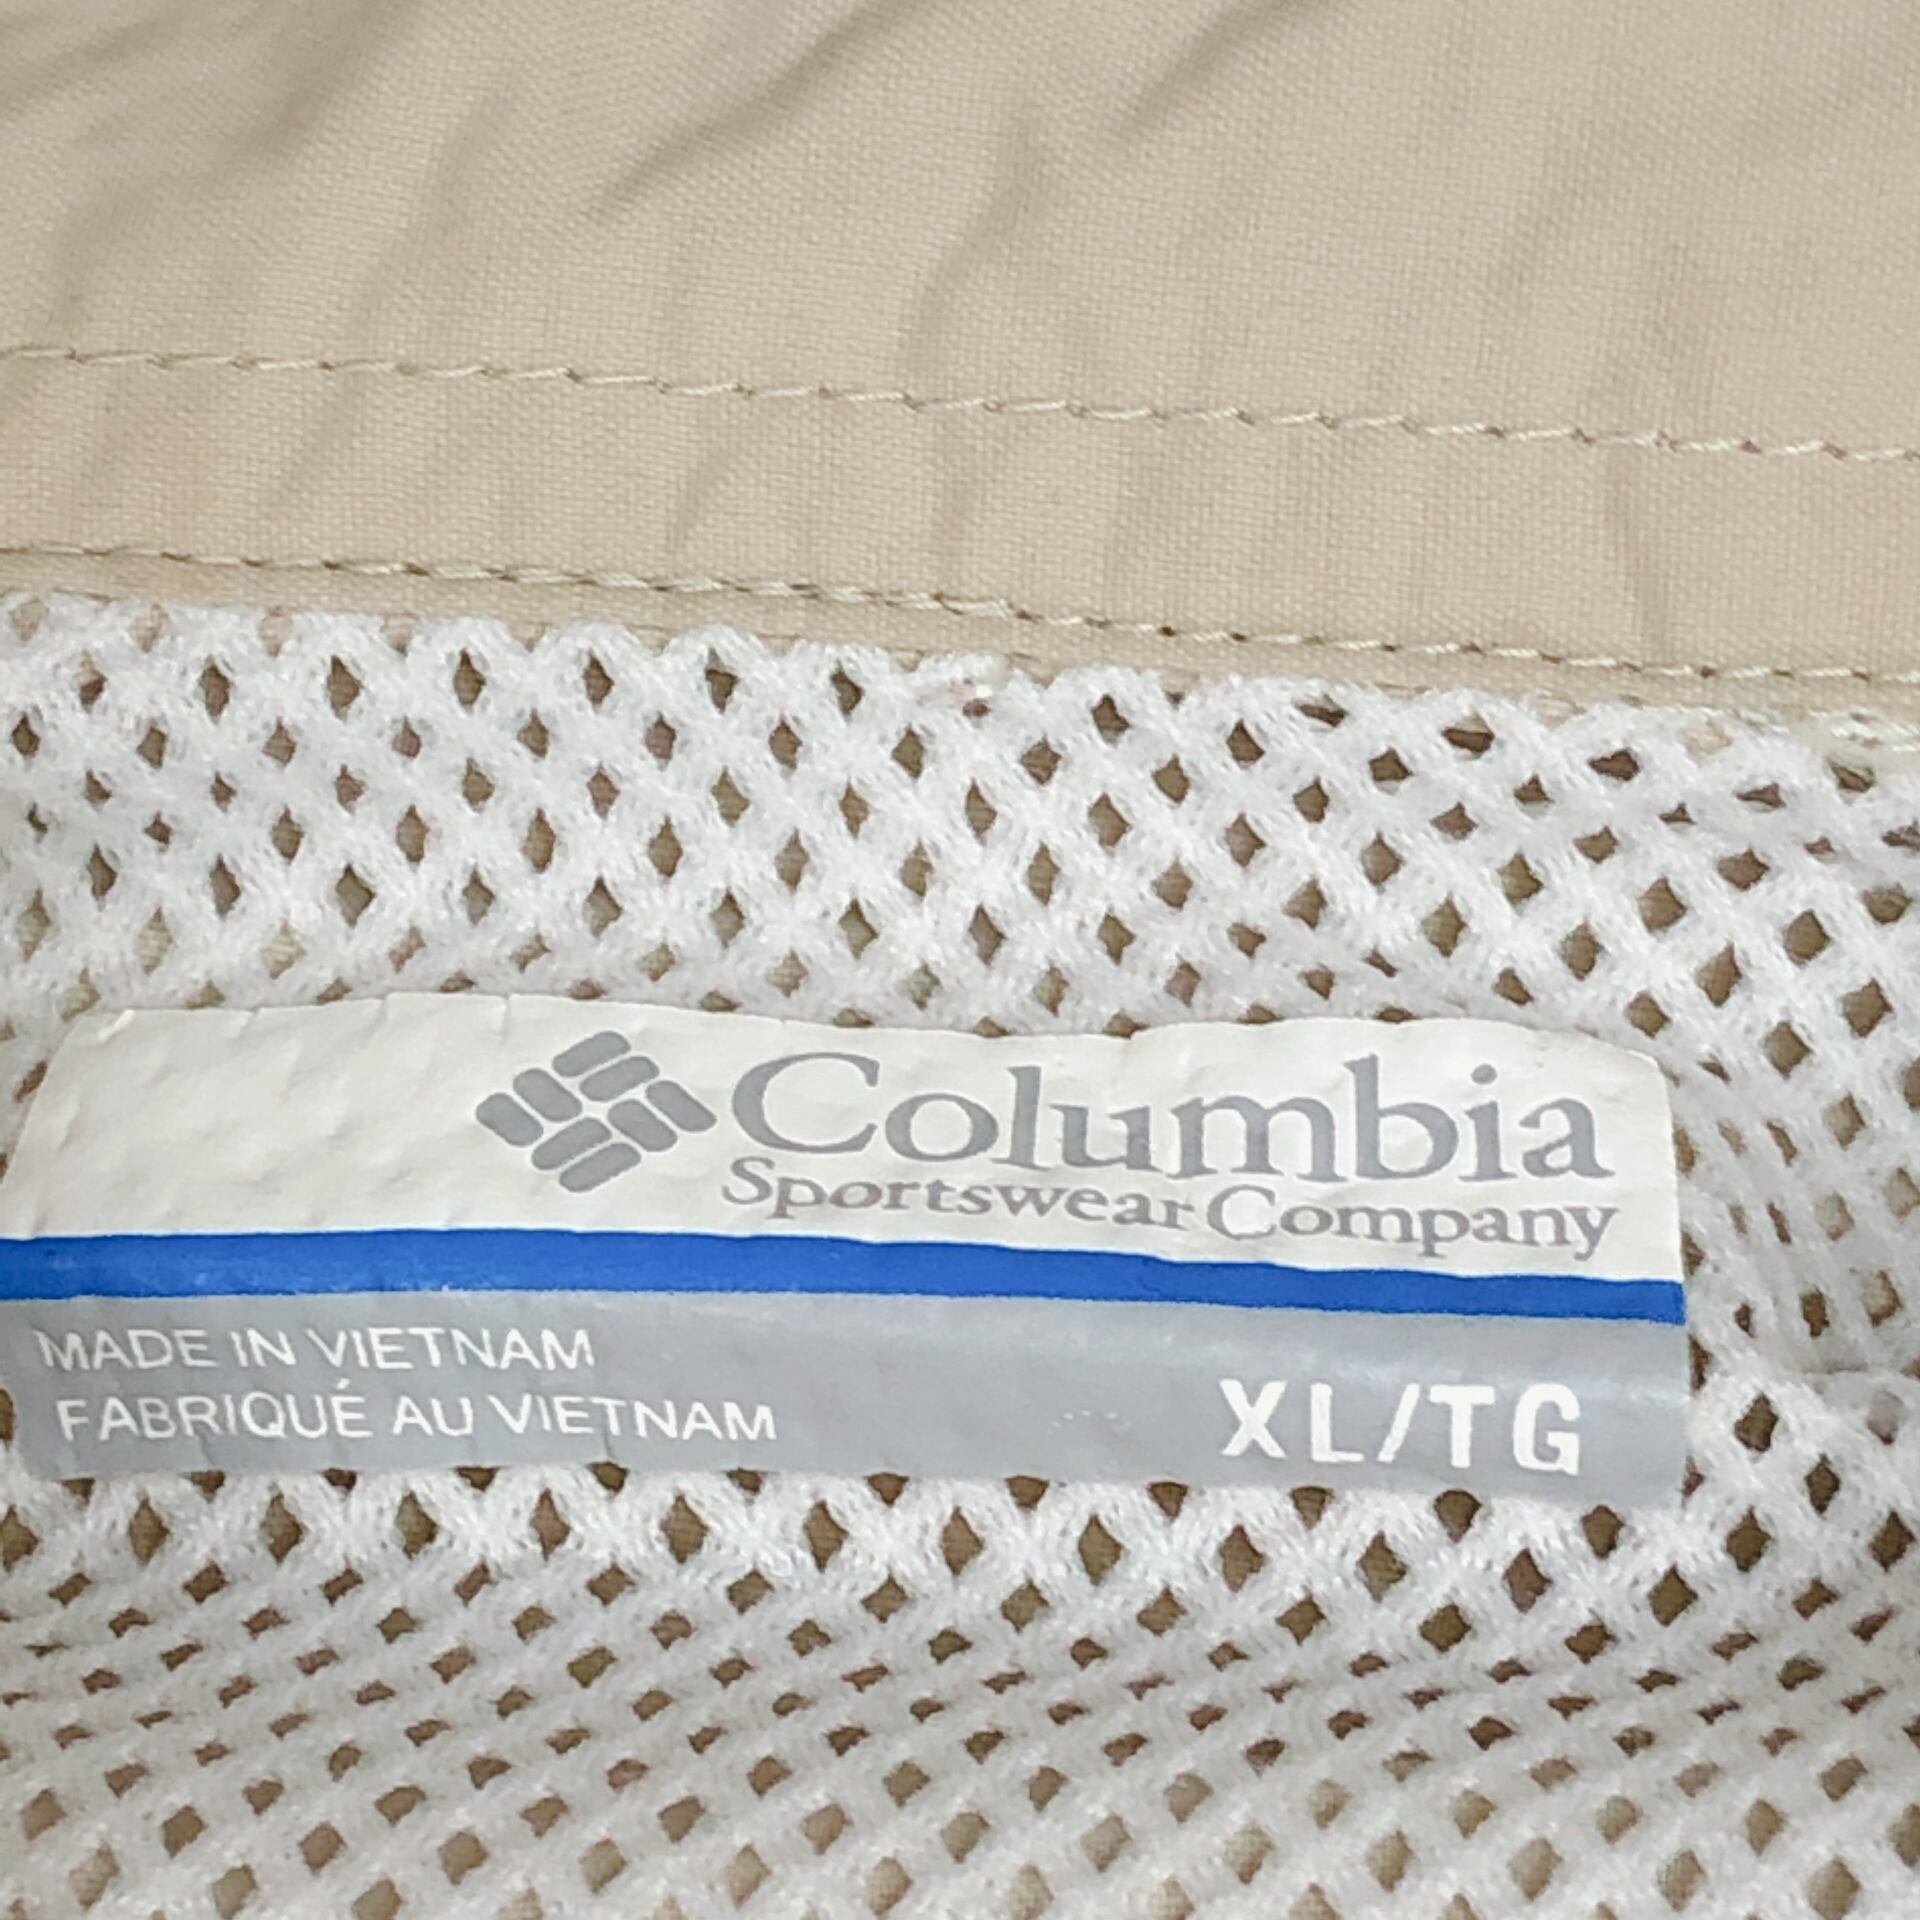 Columbia
Sportswear Company
MADE IN VIETNAM
FABRIQUÉ AU VIETNAM
XL/TG